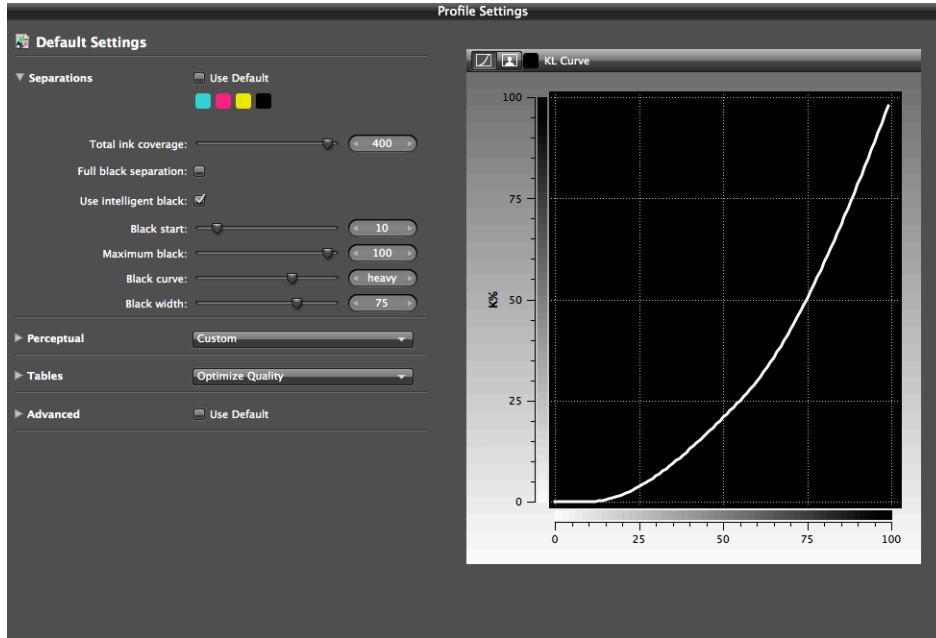 Profile Settings
Default Settings
Separations
Use Default
Total ink coverage:
400
Full black separation:
Use intelligent black:
Black start:
10
Maximum black:
100
Black curve:
heavy
Black width:
75
Perceptual
Custom
Tables
Optimize Quality
Advanced
Use Default
KL Curve
K%
100
75
50
25
0
0
25
50
75
100